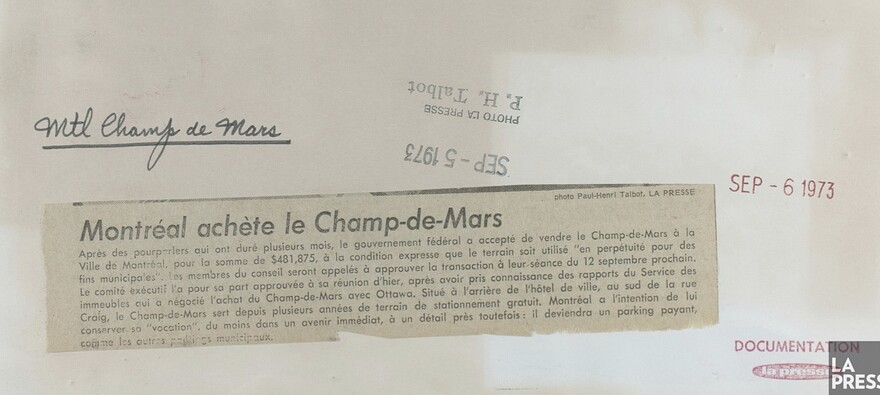 Mtl Champ de Mars
PHOTO LA PRESSE
P. H. Talbot
SEP - 5 1973
SEP - 6 1973
photo Paul-Henri Talbot, LA PRESSE
Montréal achète le Champ-de-Mars
Après des pourparlers qui ont duré plusieurs mois, le gouvernement fédéral a accepté de vendre le Champ-de-Mars à la
Ville de Montréal, pour la somme de $481,875, à la condition expresse que le terrain soit utilisé "en perpétuité pour des
fins municipales". Les membres du conseil seront appelés à approuver la transaction à leur séance du 12 septembre prochain.
Le comité exécutif l'a pour sa part approuvée à sa réunion d'hier, après avoir pris connaissance des rapports du Service des
immeubles qui a négocié l'achat du Champ-de-Mars avec Ottawa. Situé à l'arrière de l'hôtel de ville, au sud de la rue
Craig, le Champ-de-Mars sert depuis plusieurs années de terrain de stationnement gratuit. Montréal a l'intention de lui
conserver sa "vocation", du moins dans un avenir immédiat, à un détail près toutefois : il deviendra un parking payant,
comme les autres parkings municipaux.
DOCUMENTATION
la presse
LA
PRESS